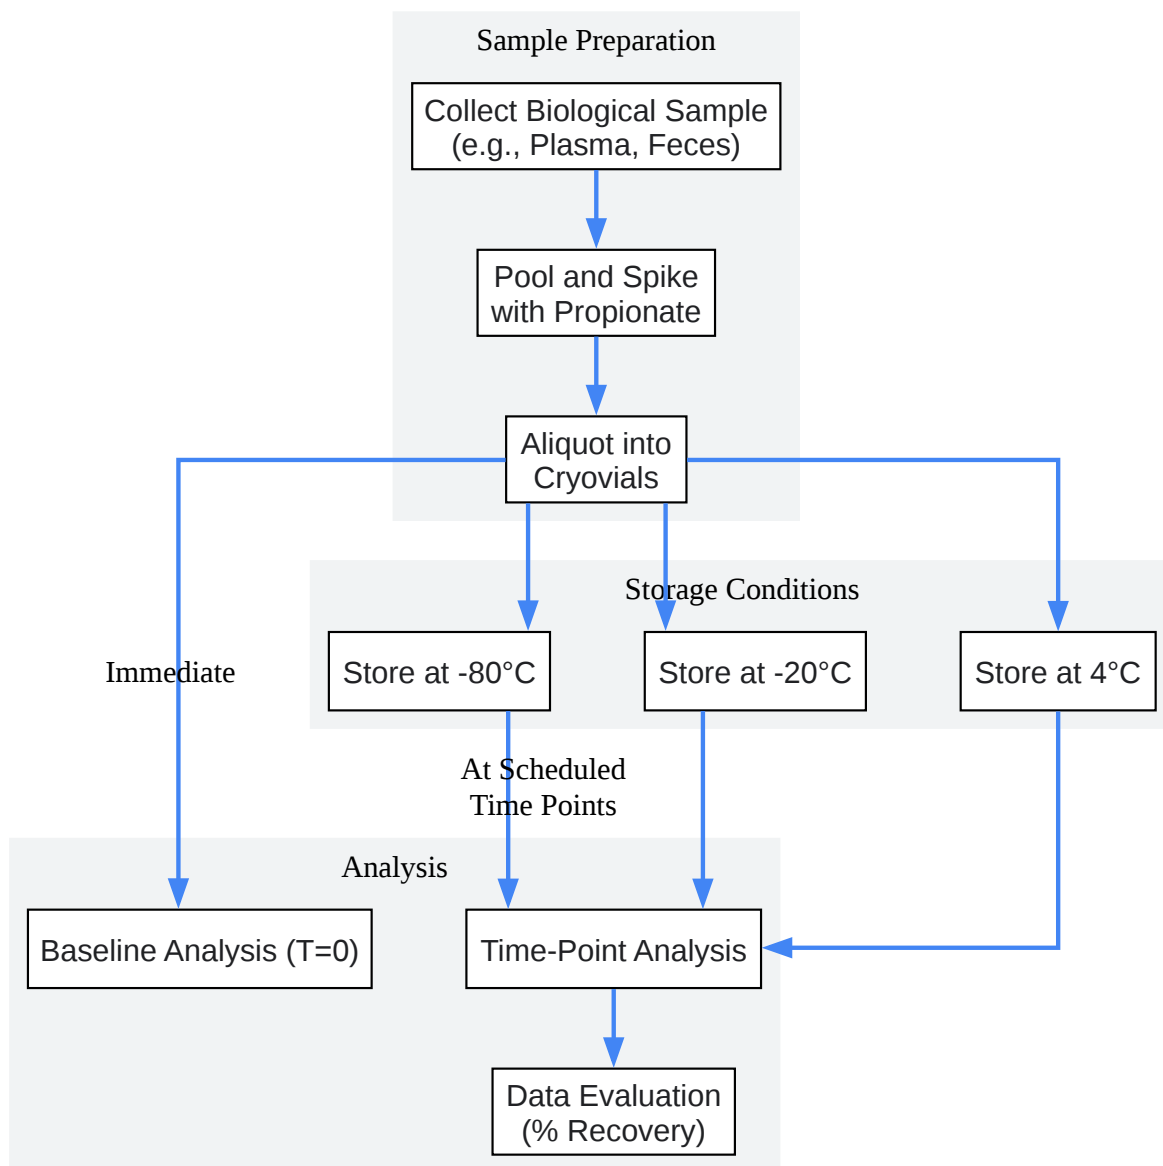 Sample Preparation
Collect Biological Sample
(e.g., Plasma, Feces)
Pool and Spike
with Propionate
Aliquot into
Cryovials
Storage Conditions
Immediate
Store at -80°C
Store at -20°C
Store at 4°C
At Scheduled
Time Points
Analysis
Baseline Analysis (T=0)
Time-Point Analysis
Data Evaluation
(% Recovery)